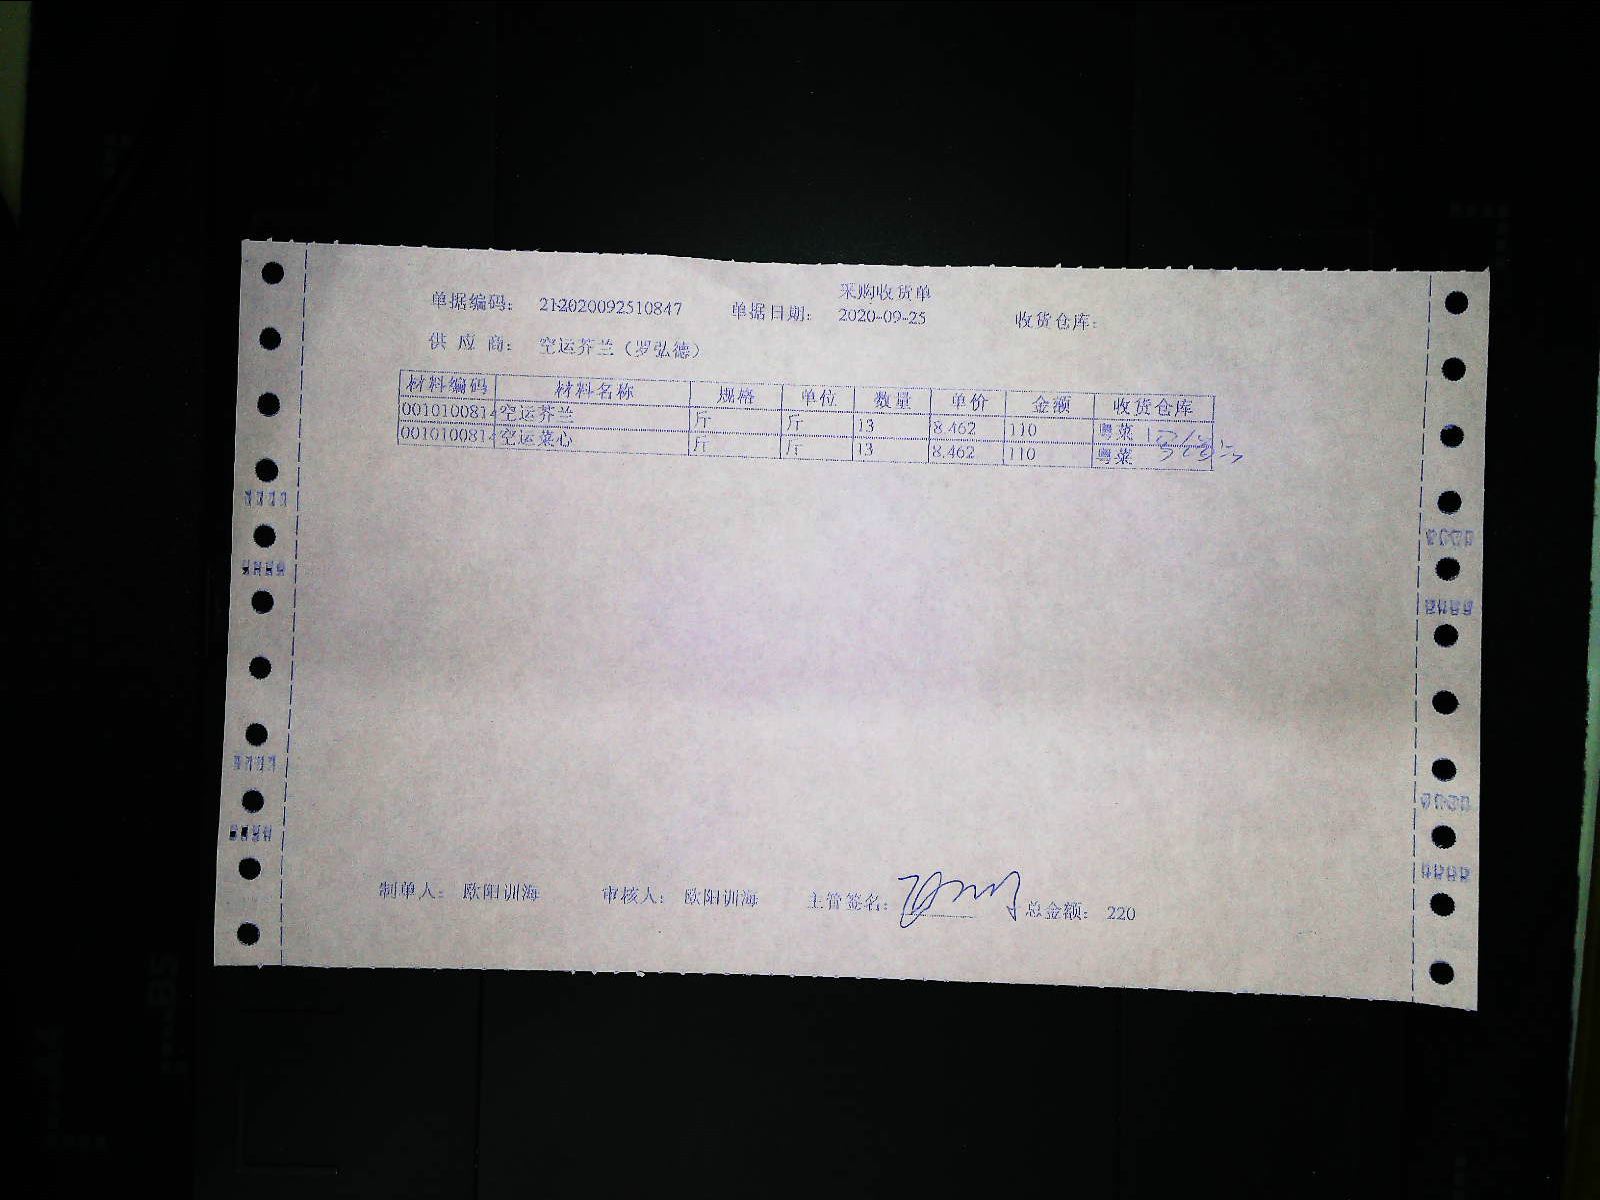 采购收货单
单据编码： 212020092510847 单据日期： 2020-09-25 收货仓库：
供 应 商： 空运芥兰（罗弘德）
材料编码 材料名称 规格 单位 数量 单价 金额 收货仓库
0010100814 空运芥兰 斤 斤 13 8.462 110 粤菜
0010100814 空运菜心 斤 斤 13 8.462 110 粤菜
制单人： 欧阳训海 审核人： 欧阳训海 主管签名： 总金额： 220